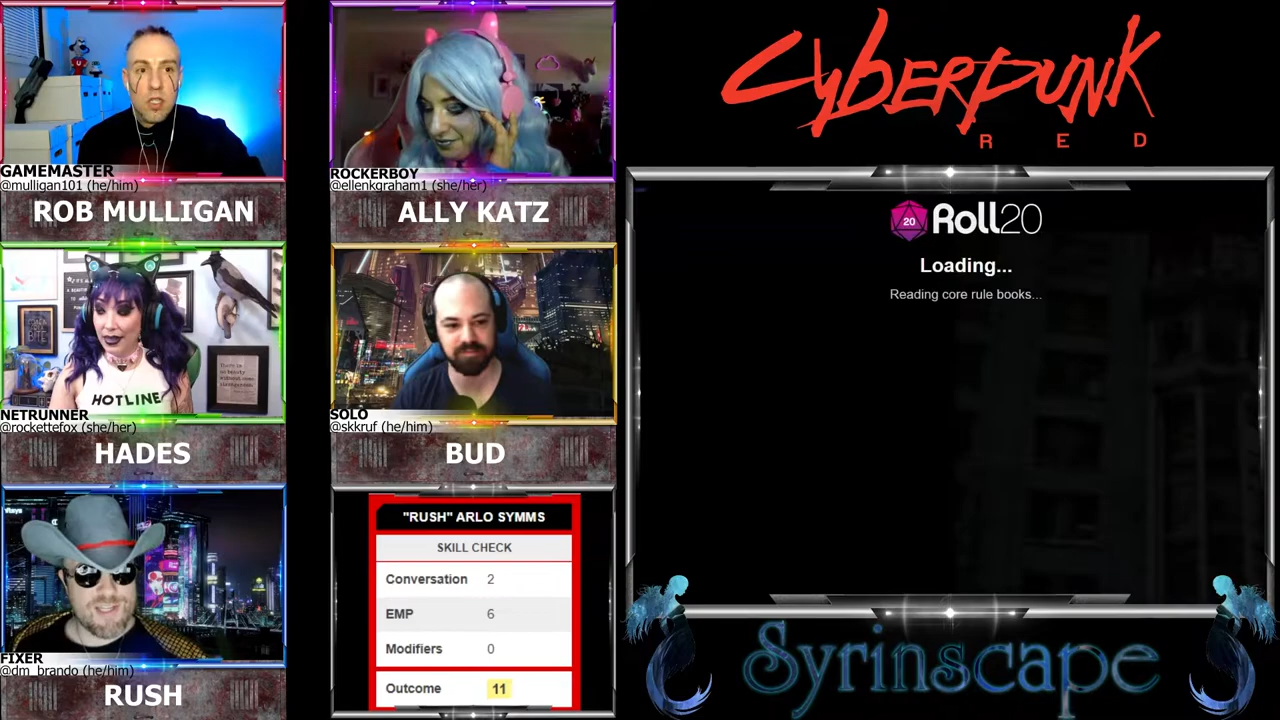 CYBERPUNK
RED
GAMEMASTER
@mulligan101 (he/him)
ROB MULLIGAN
ROCKERBOY
@ellenkgraham1 (she/her)
ALLY KATZ
20
Roll20
Loading...
Reading core rule books...
HOTLINE
NETRUNNER
@rockettefox (she/her)
HADES
SOLO
@skkruf (he/him)
BUD
FIXER
@dm_brando (he/him)
RUSH
"RUSH" ARLO SYMMS
SKILL CHECK
Conversation 2
EMP 6
Modifiers 0
Outcome 11
Syrinscape